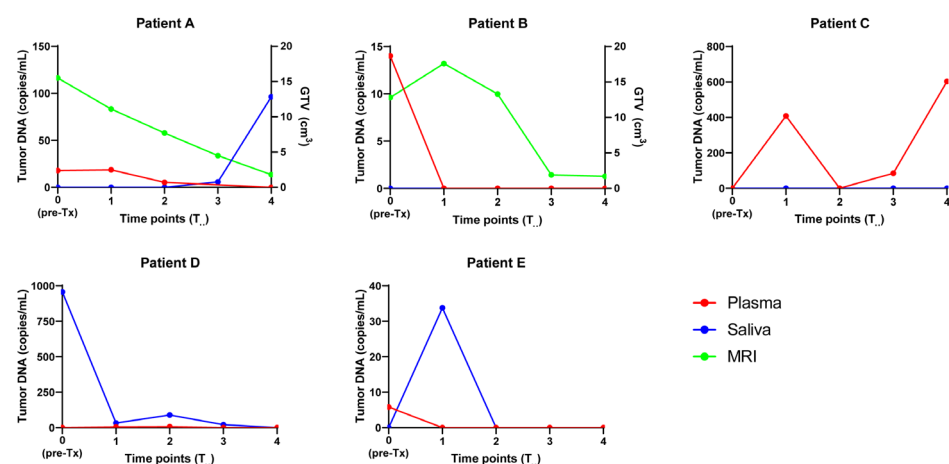 Patient A
150
100
50
0
Tumor DNA (copies/mL)
20
15
10
5
0
GTV (cm3)
0 1 2 3 4
(pre-Tx)
Time points (T..)
Patient B
15
10
5
0
Tumor DNA (copies/mL)
20
15
10
5
0
GTV (cm3)
0 1 2 3 4
(pre-Tx)
Time points (T..)
Patient C
800
600
400
200
0
Tumor DNA (copies/mL)
0 1 2 3 4
(pre-Tx)
Time points (T..)
Patient D
1000
750
500
250
0
Tumor DNA (copies/mL)
0 1 2 3 4
(pre-Tx)
Time points (T..)
Patient E
40
30
20
10
0
Tumor DNA (copies/mL)
0 1 2 3 4
(pre-Tx)
Time points (T..)
Plasma
Saliva
MRI